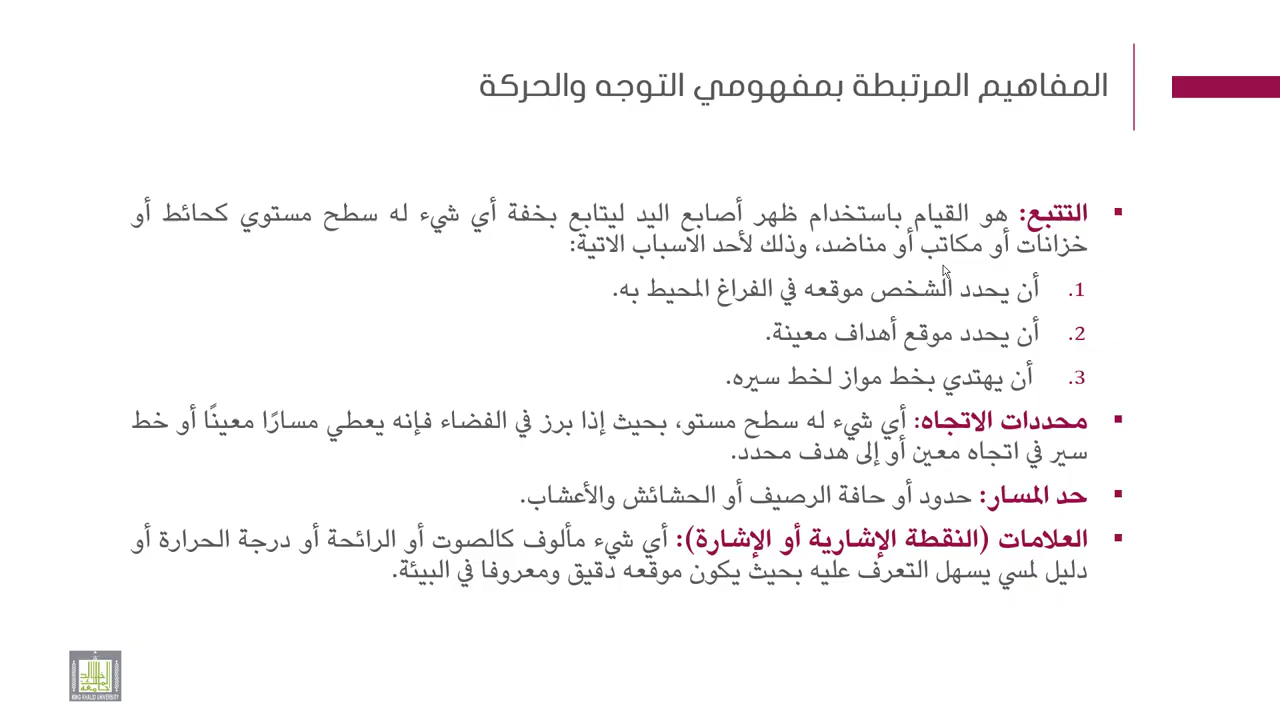 المفاهيم المرتبطة بمفهومي التوجه والحركة
▪ التتبع: هو القيام باستخدام ظهر أصابع اليد ليتابع بخفة أي شيء له سطح مستوي كحائط أو
خزانات أو مكاتب أو مناضد، وذلك لأحد الاسباب الاتية:
1. أن يحدد الشخص موقعه في الفراغ المحيط به.
2. أن يحدد موقع أهداف معينة.
3. أن يهتدي بخط مواز لخط سيره.
▪ محددات الاتجاه: أي شيء له سطح مستو، بحيث إذا برز في الفضاء فإنه يعطي مسارًا معينًا أو خط
سير في اتجاه معين أو إلى هدف محدد.
▪ حد المسار: حدود أو حافة الرصيف أو الحشائش والأعشاب.
▪ العلامات (النقطة الإشارية أو الإشارة): أي شيء مألوف كالصوت أو الرائحة أو درجة الحرارة أو
دليل لمسي يسهل التعرف عليه بحيث يكون موقعه دقيق ومعروفا في البيئة.
KING KHALID UNIVERSITY